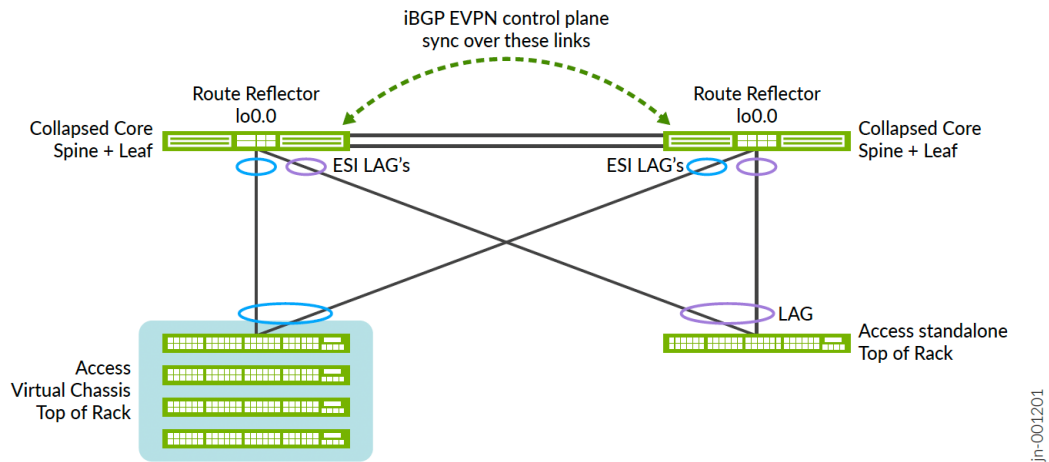 iBGP EVPN control plane
sync over these links
Route Reflector
lo0.0
Route Reflector
lo0.0
Collapsed Core
Spine + Leaf
Collapsed Core
Spine + Leaf
ESI LAG's
ESI LAG's
LAG
Access
Virtual Chassis
Top of Rack
Access standalone
Top of Rack
jn-001201